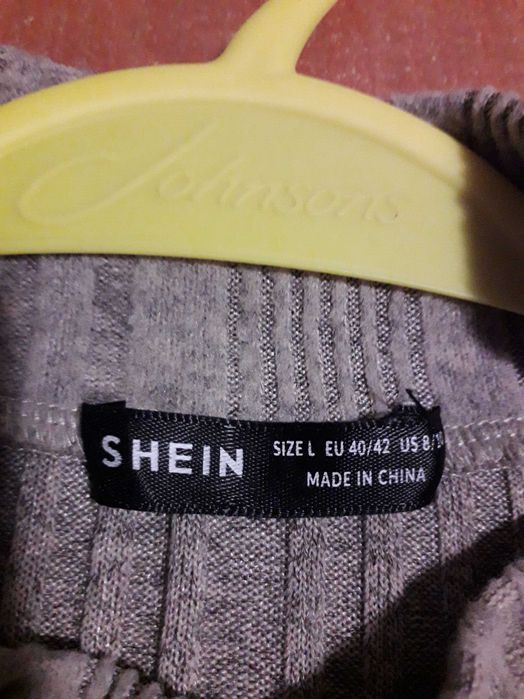 Johnsons
SHEIN
SIZE L EU 40/42 US 8/
MADE IN CHINA